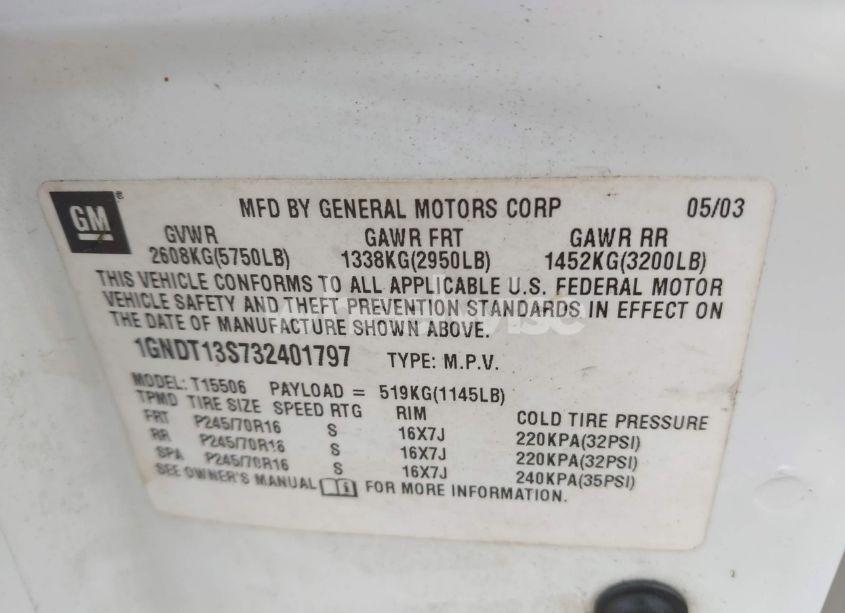 GM ®
MFD BY GENERAL MOTORS CORP 05/03
GVWR GAWR FRT GAWR RR
2608KG(5750LB) 1338KG(2950LB) 1452KG(3200LB)
THIS VEHICLE CONFORMS TO ALL APPLICABLE U.S. FEDERAL MOTOR
VEHICLE SAFETY AND THEFT PREVENTION STANDARDS IN EFFECT ON
THE DATE OF MANUFACTURE SHOWN ABOVE.
1GNDT13S732401797 TYPE: M.P.V.
MODEL: T15506 PAYLOAD = 519KG(1145LB)
TPMD TIRE SIZE SPEED RTG RIM COLD TIRE PRESSURE
FRT P245/70R16 S 16X7J 220KPA(32PSI)
RR P245/70R16 S 16X7J 220KPA(32PSI)
SPA P245/70R16 S 16X7J 240KPA(35PSI)
SEE OWNER'S MANUAL FOR MORE INFORMATION.